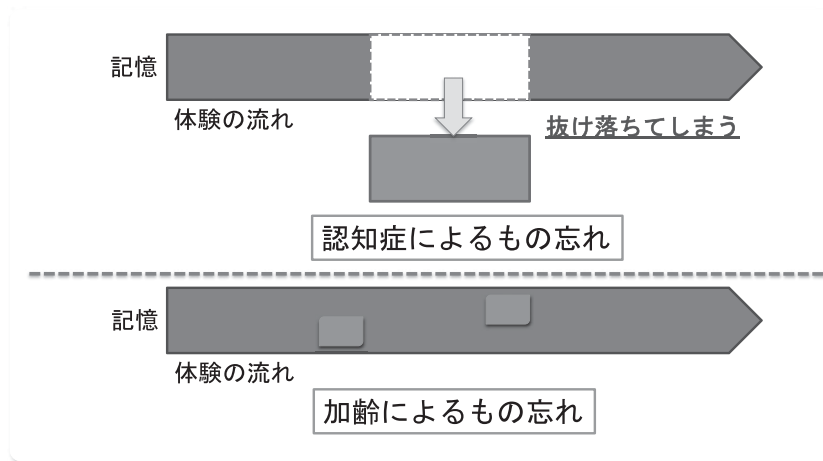 記憶
体験の流れ
抜け落ちてしまう
認知症によるもの忘れ
記憶
体験の流れ
加齢によるもの忘れ